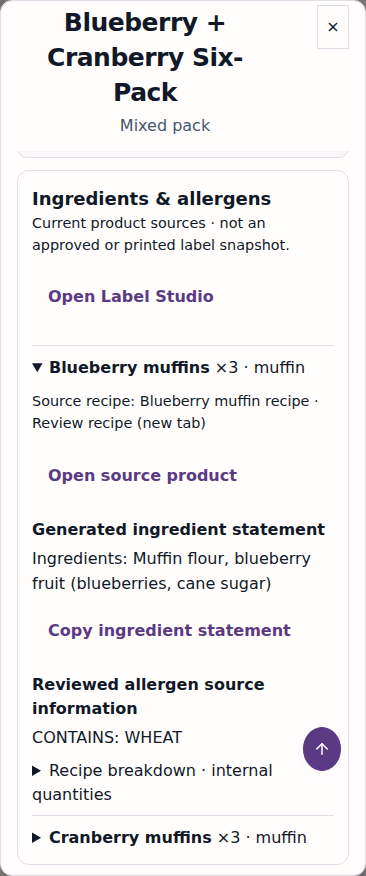 Blueberry +
Cranberry Six-
Pack
×
Mixed pack
Ingredients & allergens
Current product sources · not an
approved or printed label snapshot.
Open Label Studio
▼ Blueberry muffins ×3 · muffin
Source recipe: Blueberry muffin recipe ·
Review recipe (new tab)
Open source product
Generated ingredient statement
Ingredients: Muffin flour, blueberry
fruit (blueberries, cane sugar)
Copy ingredient statement
Reviewed allergen source
information
CONTAINS: WHEAT
▶ Recipe breakdown · internal
quantities
▶ Cranberry muffins ×3 · muffin